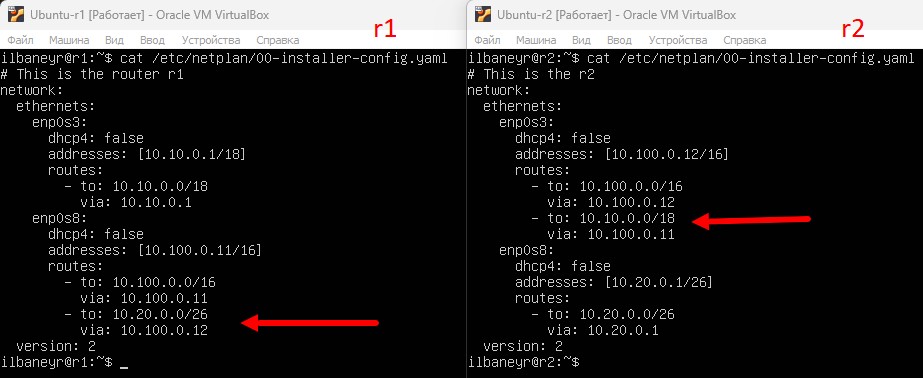 Ubuntu-r1 [Работает] - Oracle VM VirtualBox
r1
Файл Машина Вид Ввод Устройства Справка
ilbaneyr@r1:~$ cat /etc/netplan/00-installer-config.yaml
# This is the router r1
network:
  ethernets:
    enp0s3:
      dhcp4: false
      addresses: [10.10.0.1/18]
      routes:
        - to: 10.10.0.0/18
          via: 10.10.0.1
    enp0s8:
      dhcp4: false
      addresses: [10.100.0.11/16]
      routes:
        - to: 10.100.0.0/16
          via: 10.100.0.11
        - to: 10.20.0.0/26
          via: 10.100.0.12
  version: 2
ilbaneyr@r1:~$ _
Ubuntu-r2 [Работает] - Oracle VM VirtualBox
r2
Файл Машина Вид Ввод Устройства Справка
ilbaneyr@r2:~$ cat /etc/netplan/00-installer-config.yaml
# This is the r2
network:
  ethernets:
    enp0s3:
      dhcp4: false
      addresses: [10.100.0.12/16]
      routes:
        - to: 10.100.0.0/16
          via: 10.100.0.12
        - to: 10.10.0.0/18
          via: 10.100.0.11
    enp0s8:
      dhcp4: false
      addresses: [10.20.0.1/26]
      routes:
        - to: 10.20.0.0/26
          via: 10.20.0.1
  version: 2
ilbaneyr@r2:~$